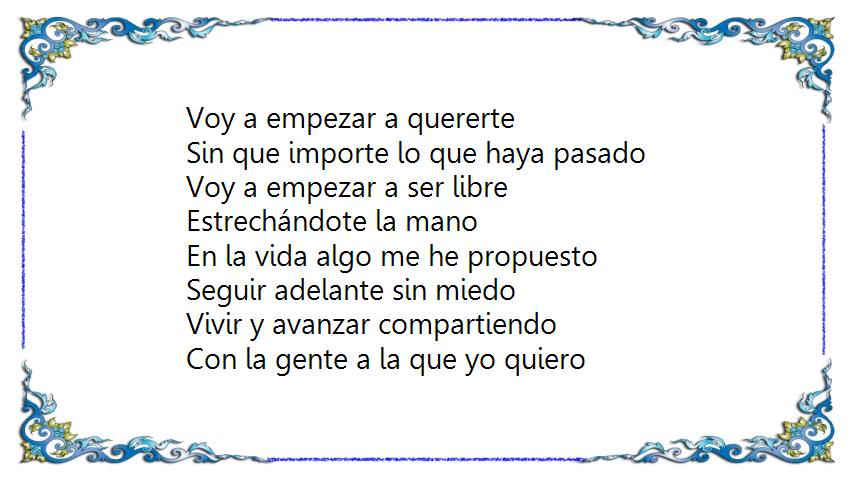 Voy a empezar a quererte
Sin que importe lo que haya pasado
Voy a empezar a ser libre
Estrechándote la mano
En la vida algo me he propuesto
Seguir adelante sin miedo
Vivir y avanzar compartiendo
Con la gente a la que yo quiero